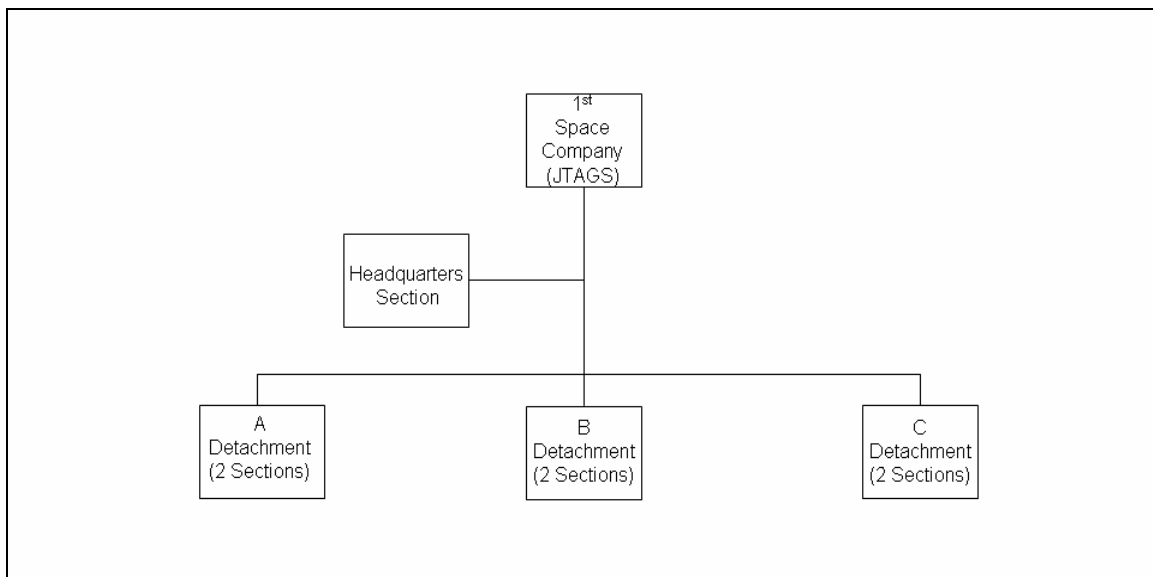 1st
Space
Company
(JTAGS)
Headquarters
Section
A
Detachment
(2 Sections)
B
Detachment
(2 Sections)
C
Detachment
(2 Sections)